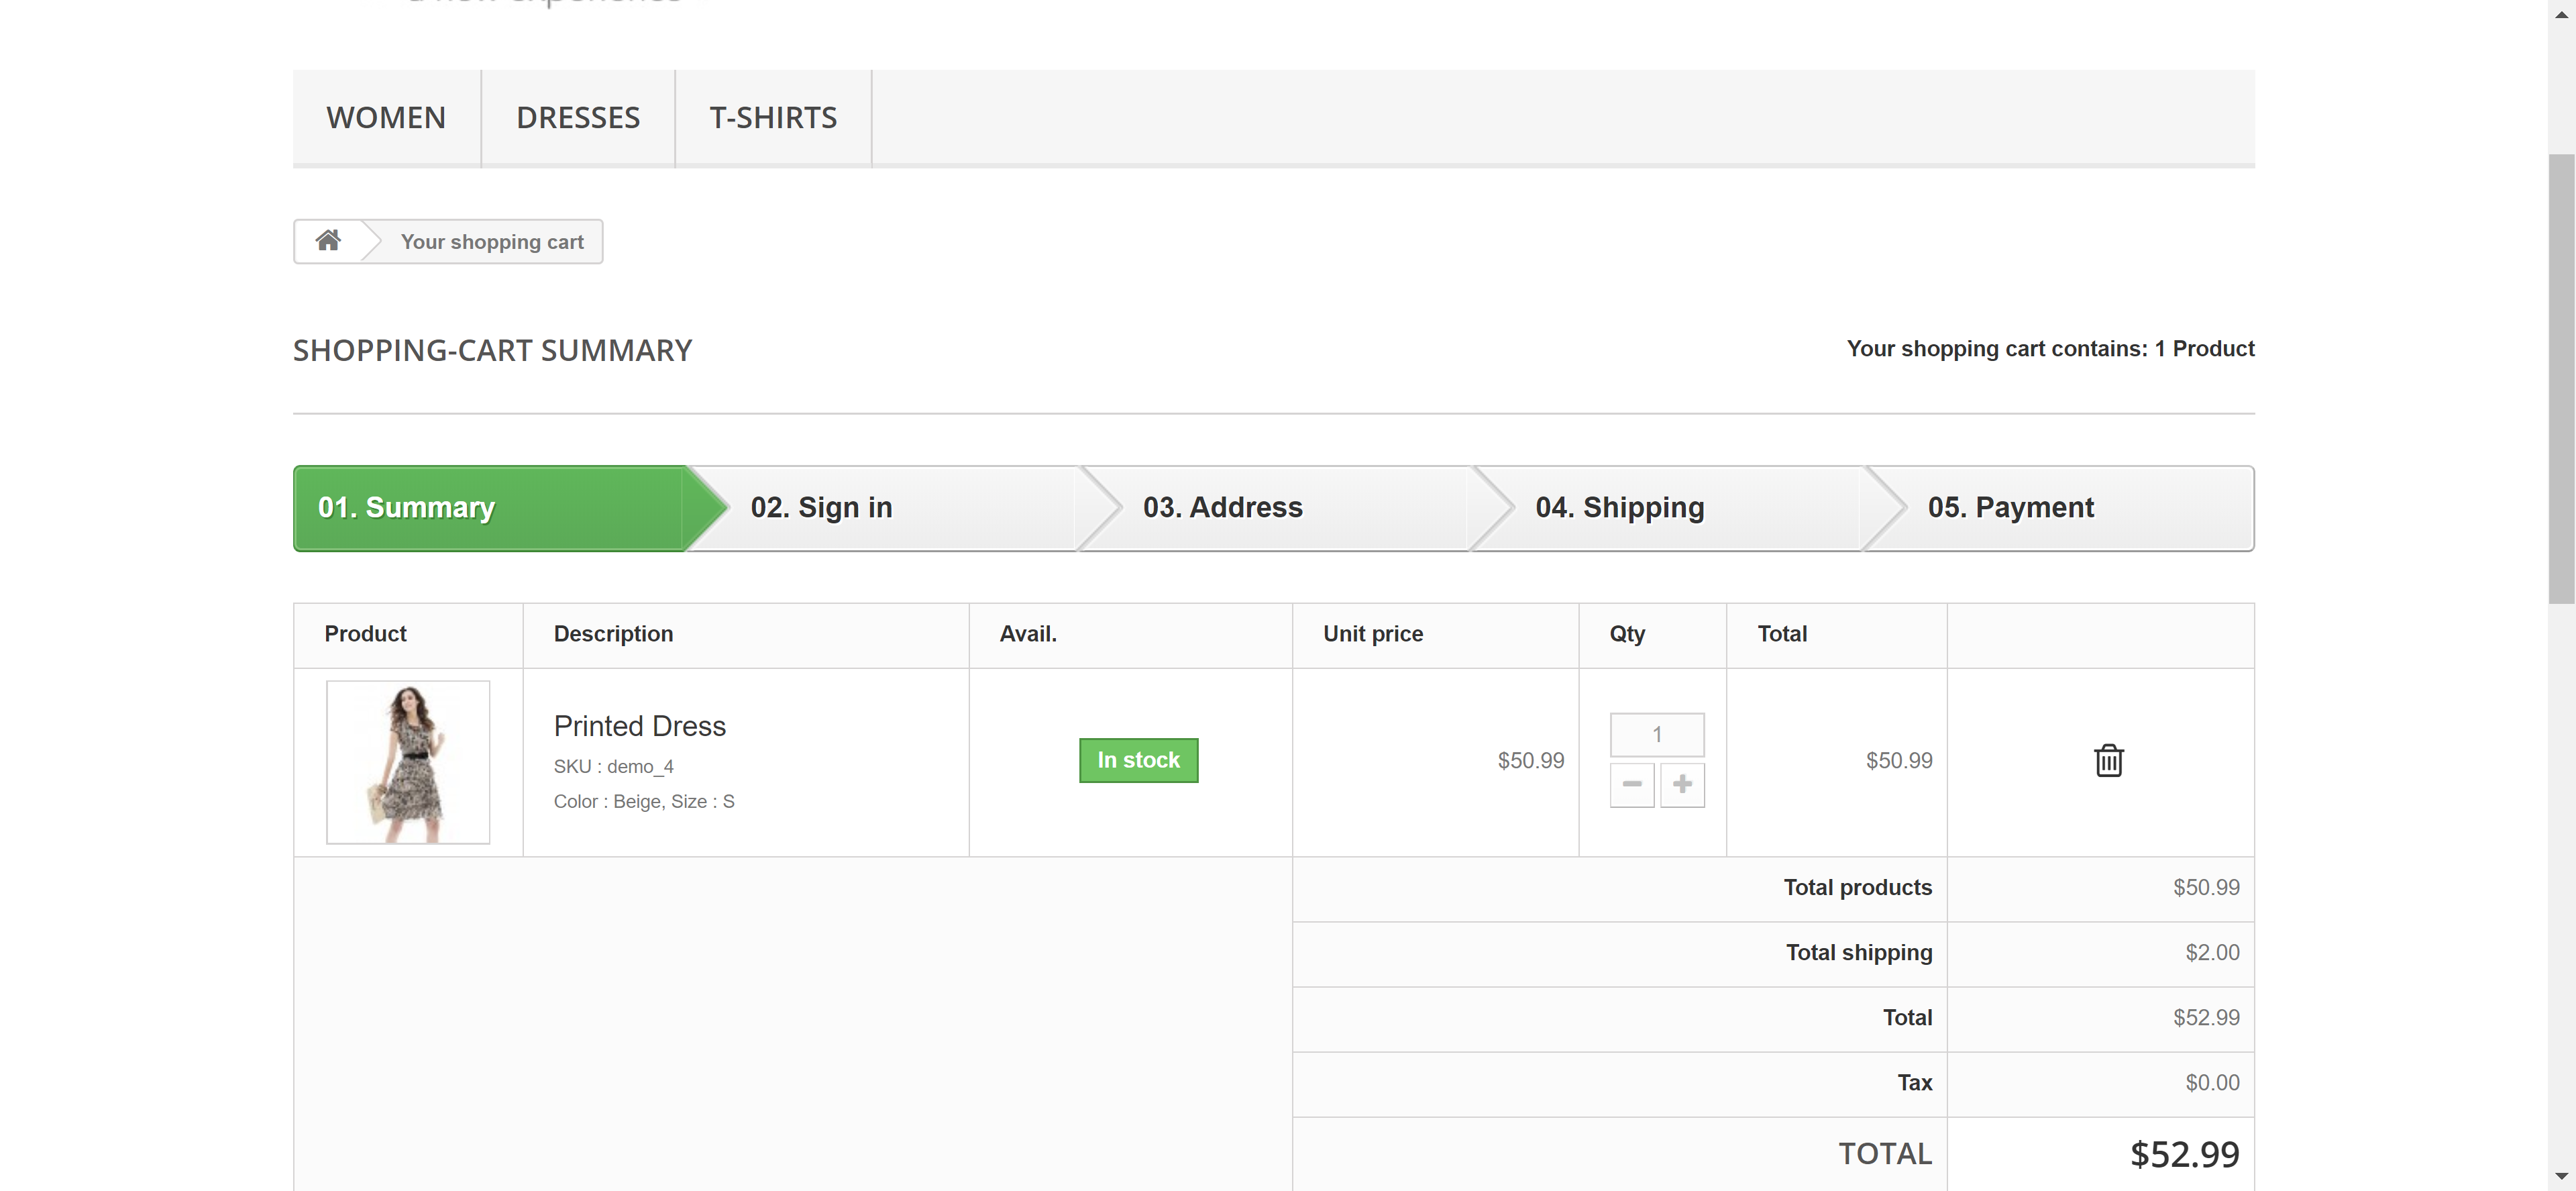 WOMEN
DRESSES
T-SHIRTS
Your shopping cart
SHOPPING-CART SUMMARY
Your shopping cart contains: 1 Product
01. Summary
02. Sign in
03. Address
04. Shipping
05. Payment
Product
Description
Avail.
Unit price
Qty
Total
Printed Dress
SKU : demo_4
Color : Beige, Size : S
In stock
$50.99
1
$50.99
Total products
$50.99
Total shipping
$2.00
Total
$52.99
Tax
$0.00
TOTAL
$52.99